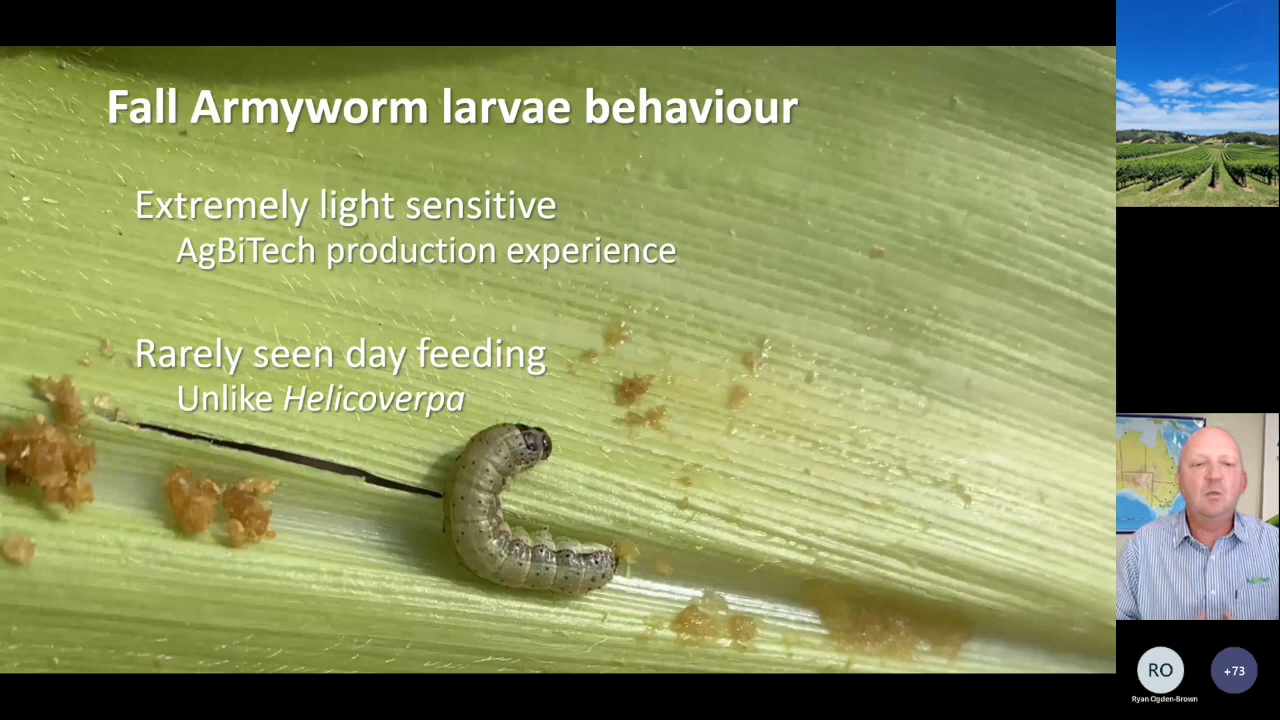 Fall Armyworm larvae behaviour
Extremely light sensitive
AgBiTech production experience
Rarely seen day feeding
Unlike Helicoverpa
RO
+73
Ryan Ogden-Brown